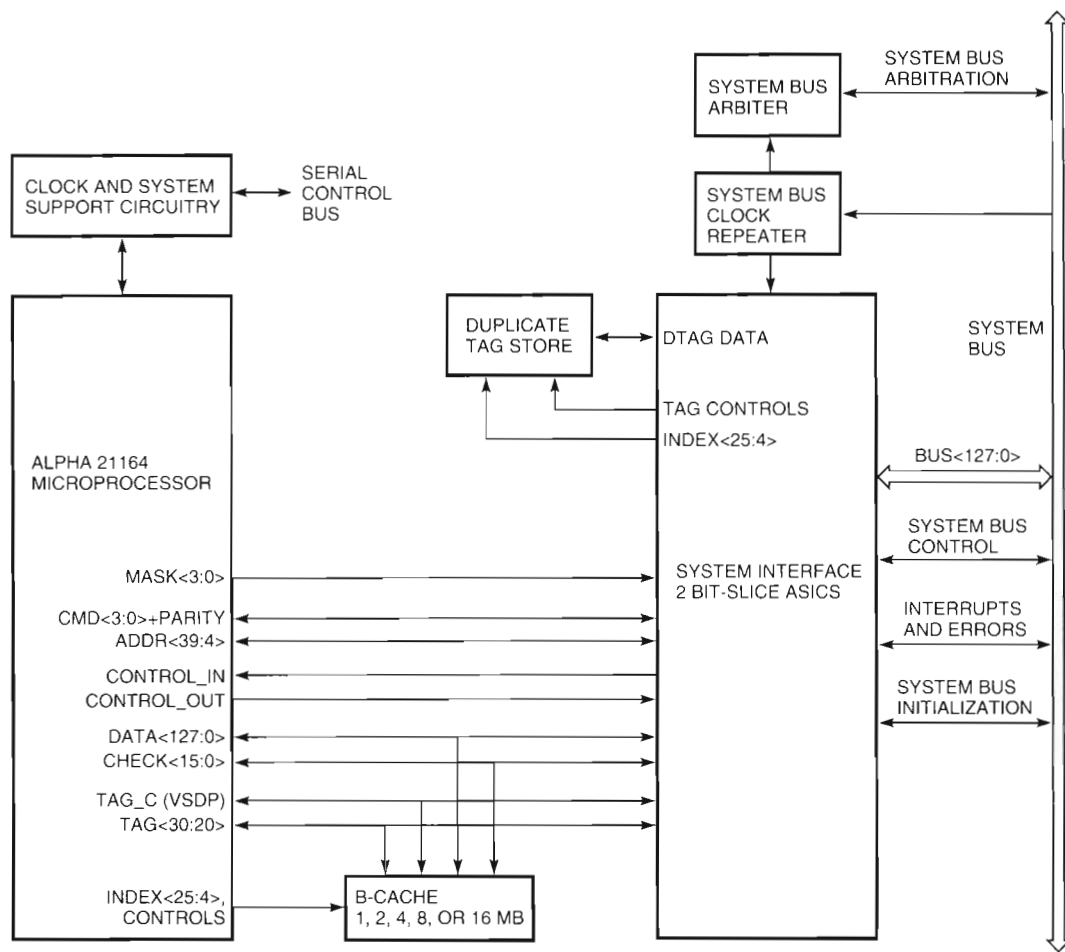 SYSTEM BUS
ARBITRATION
SYSTEM BUS
ARBITER
CLOCK AND SYSTEM
SUPPORT CIRCUITRY
SERIAL
CONTROL
BUS
SYSTEM BUS
CLOCK
REPEATER
DUPLICATE
TAG STORE
DTAG DATA
SYSTEM
BUS
TAG CONTROLS
INDEX<25:4>
ALPHA 21164
MICROPROCESSOR
BUS<127:0>
SYSTEM BUS
CONTROL
SYSTEM INTERFACE
2 BIT-SLICE ASICS
MASK<3:0>
CMD<3:0>+PARITY
ADDR<39:4>
CONTROL_IN
CONTROL_OUT
DATA<127:0>
CHECK<15:0>
TAG_C (VSDP)
TAG<30:20>
INTERRUPTS
AND ERRORS
SYSTEM BUS
INITIALIZATION
INDEX<25:4>,
CONTROLS
B-CACHE
1, 2, 4, 8, OR 16 MB